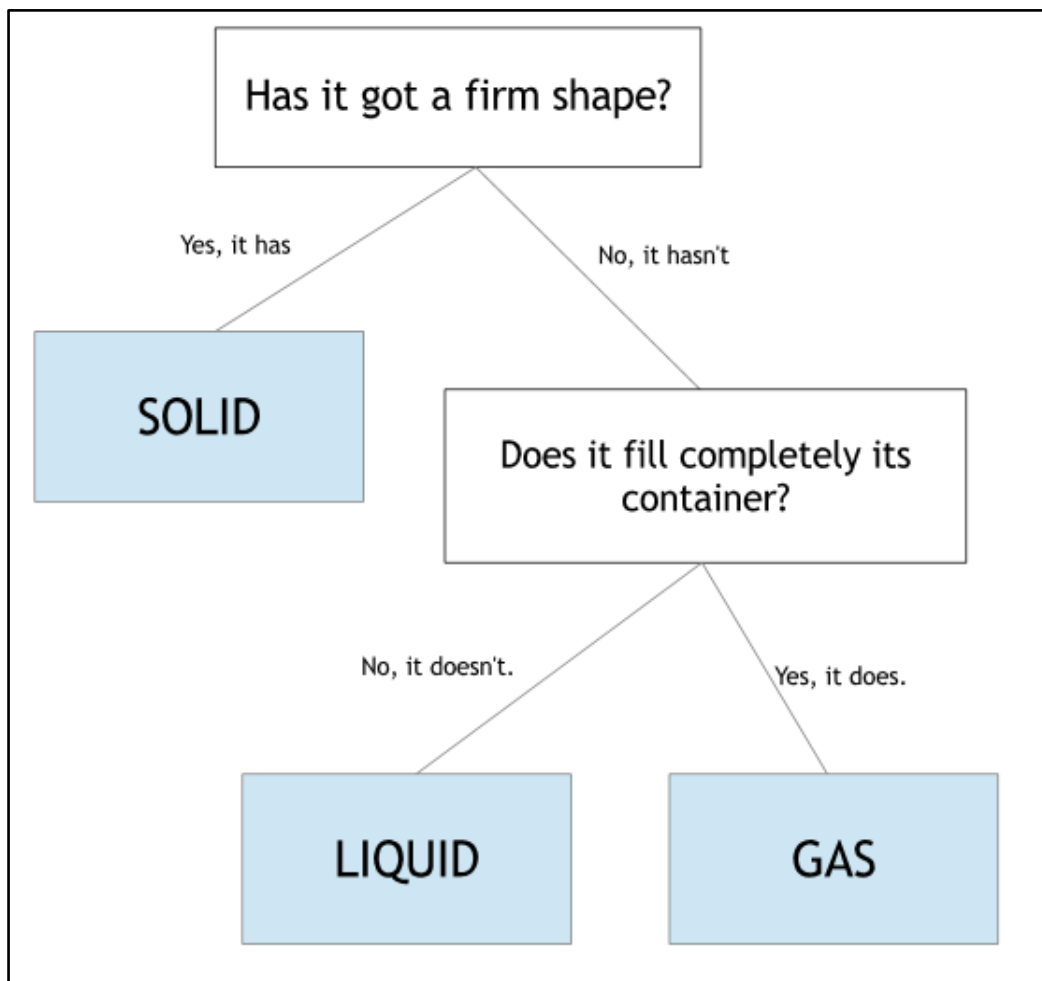 Has it got a firm shape?
Yes, it has
No, it hasn't
SOLID
Does it fill completely its
container?
No, it doesn't.
Yes, it does.
LIQUID
GAS